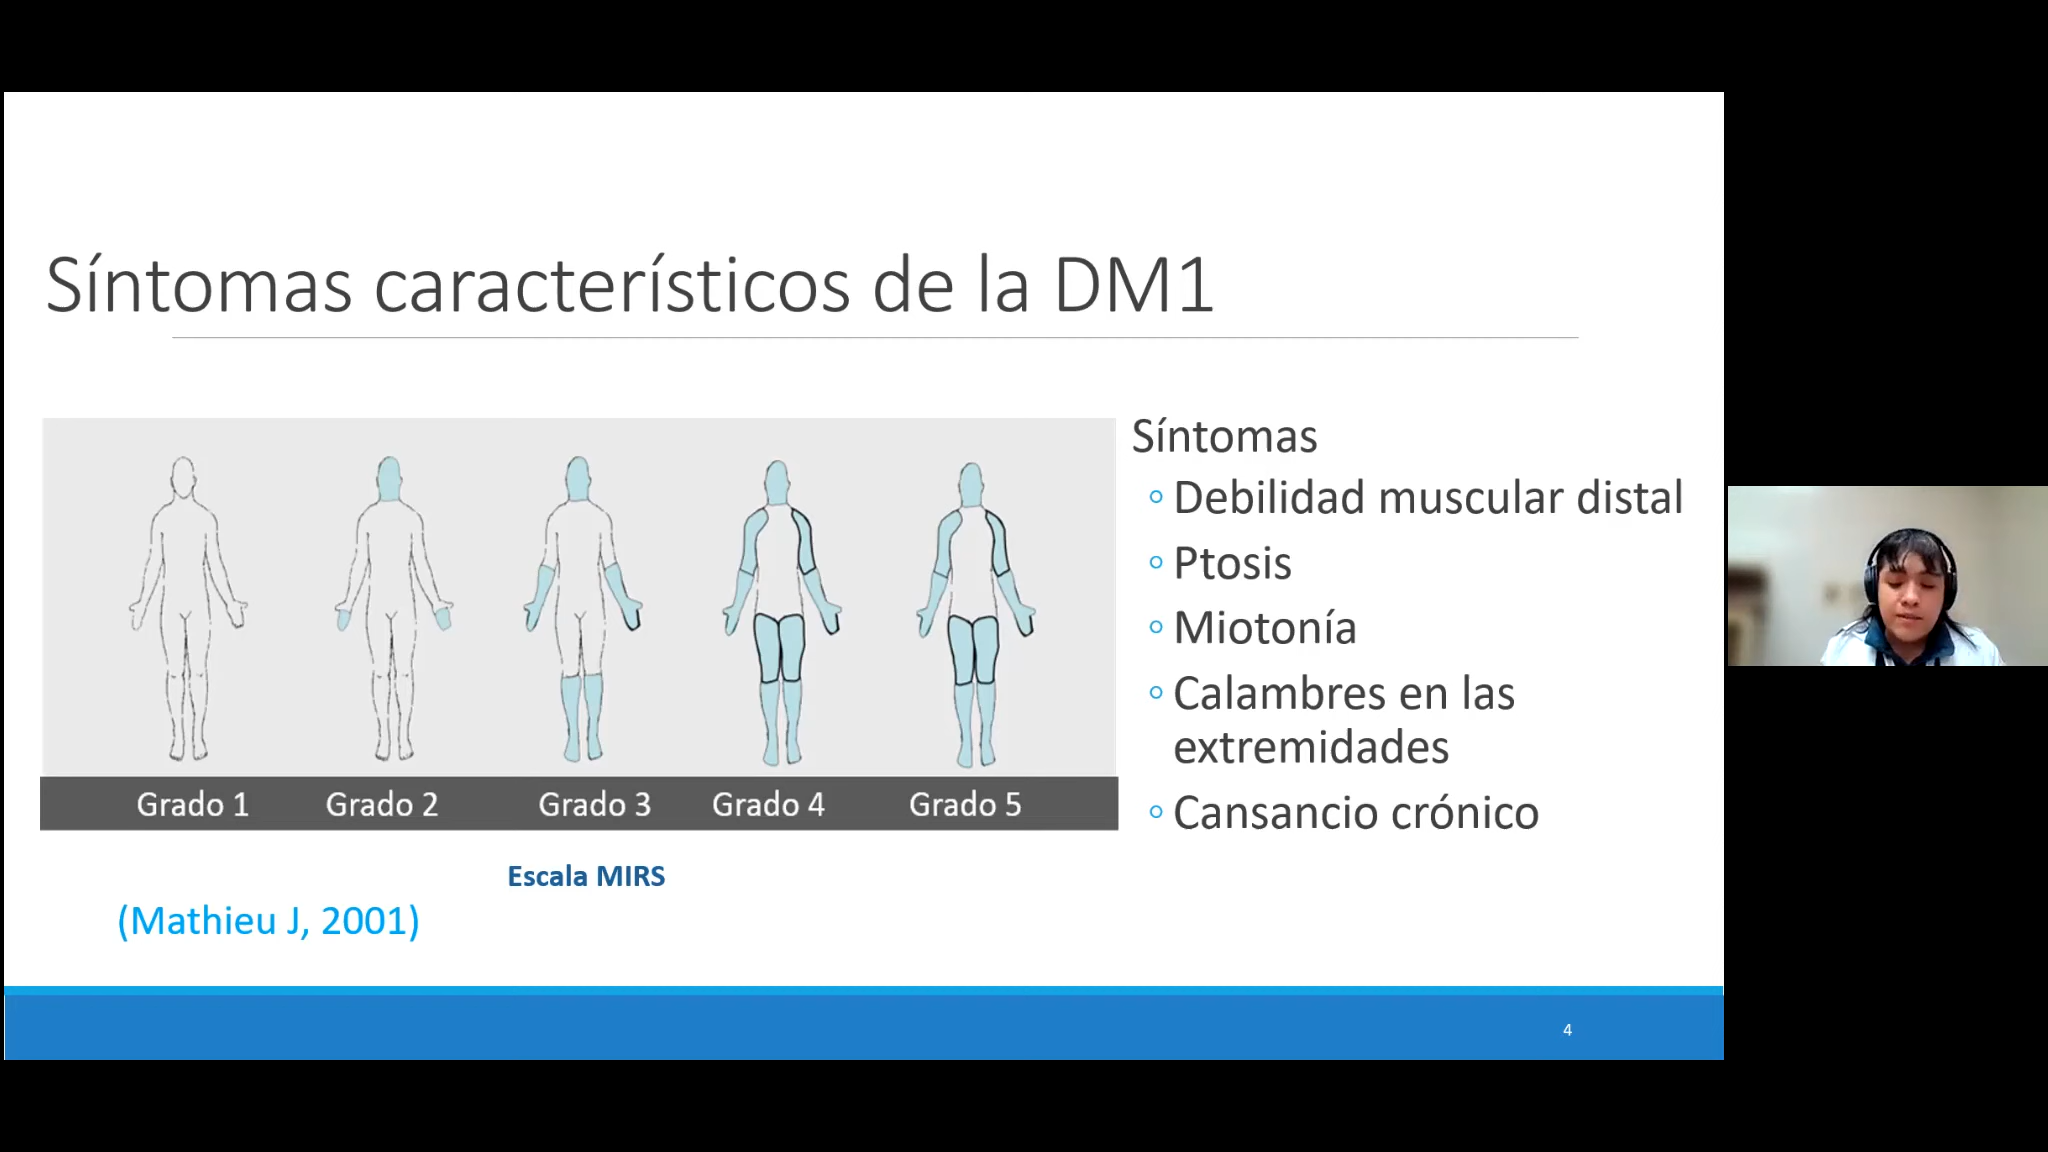 Síntomas característicos de la DM1
Grado 1 Grado 2 Grado 3 Grado 4 Grado 5
Escala MIRS
(Mathieu J, 2001)
Síntomas
Debilidad muscular distal
Ptosis
Miotonía
Calambres en las
extremidades
Cansancio crónico
4